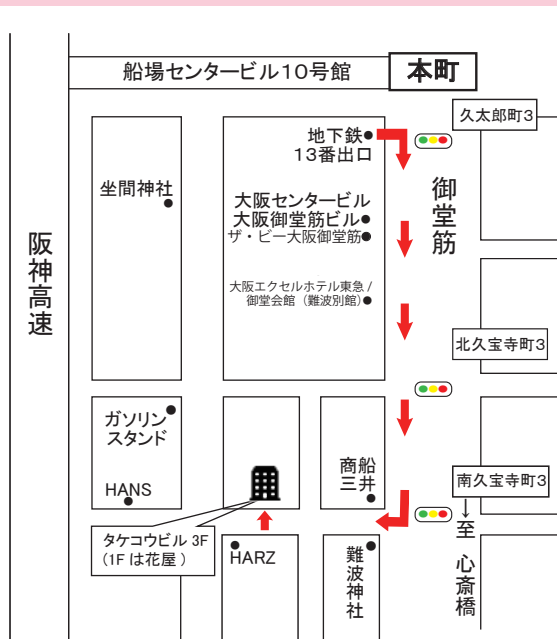 船場センタービル10号館
本町
久太郎町3
地下鉄
13番出口
坐間神社
大阪センタービル
大阪御堂筋ビル
ザ・ビー大阪御堂筋
御堂筋
阪神高速
大阪エクセルホテル東急 /
御堂会館（難波別館）
北久宝寺町3
ガソリン
スタンド
HANS
商船
三井
南久宝寺町3
↓至 心斎橋
タケコウビル 3F
(1F は花屋 )
HARZ
難波神社